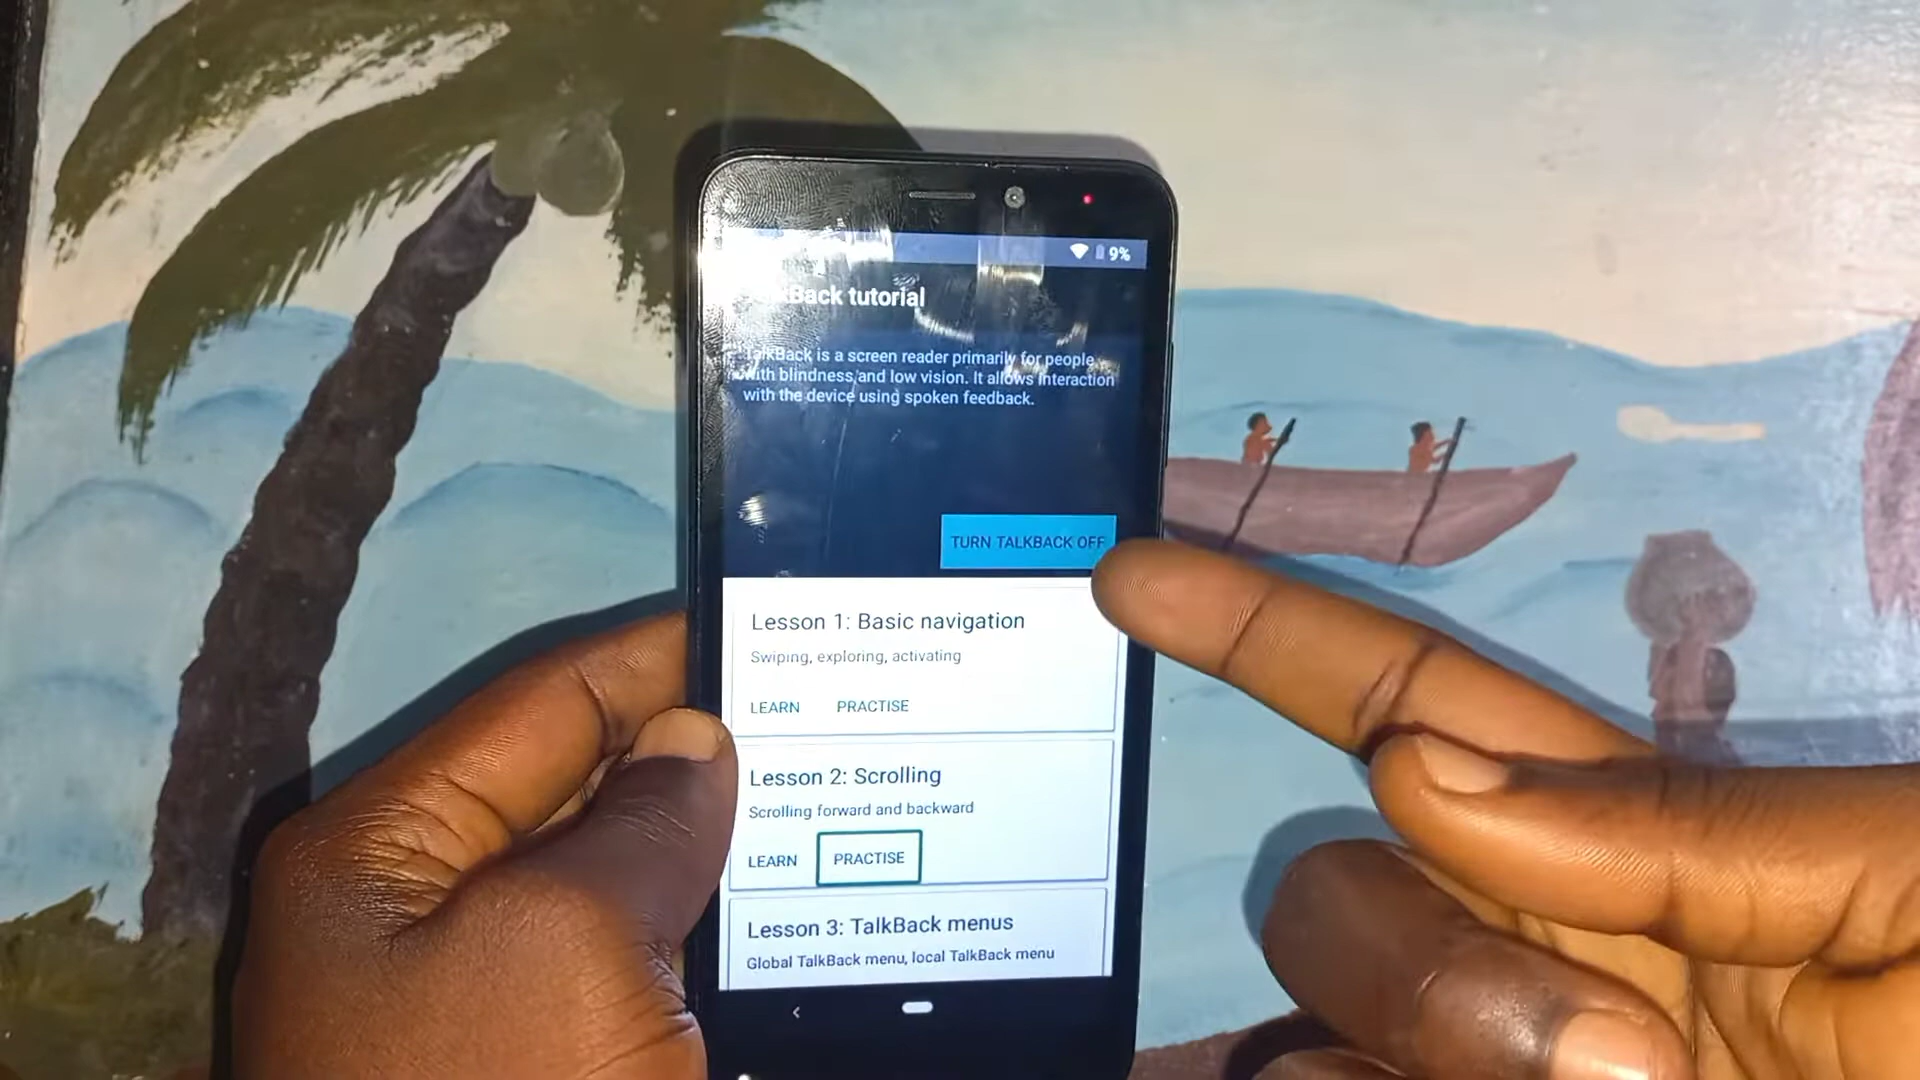 9%
TalkBack tutorial
TalkBack is a screen reader primarily for people
with blindness and low vision. It allows interaction
with the device using spoken feedback.
TURN TALKBACK OFF
Lesson 1: Basic navigation
Swiping, exploring, activating
LEARN PRACTISE
Lesson 2: Scrolling
Scrolling forward and backward
LEARN PRACTISE
Lesson 3: TalkBack menus
Global TalkBack menu, local TalkBack menu